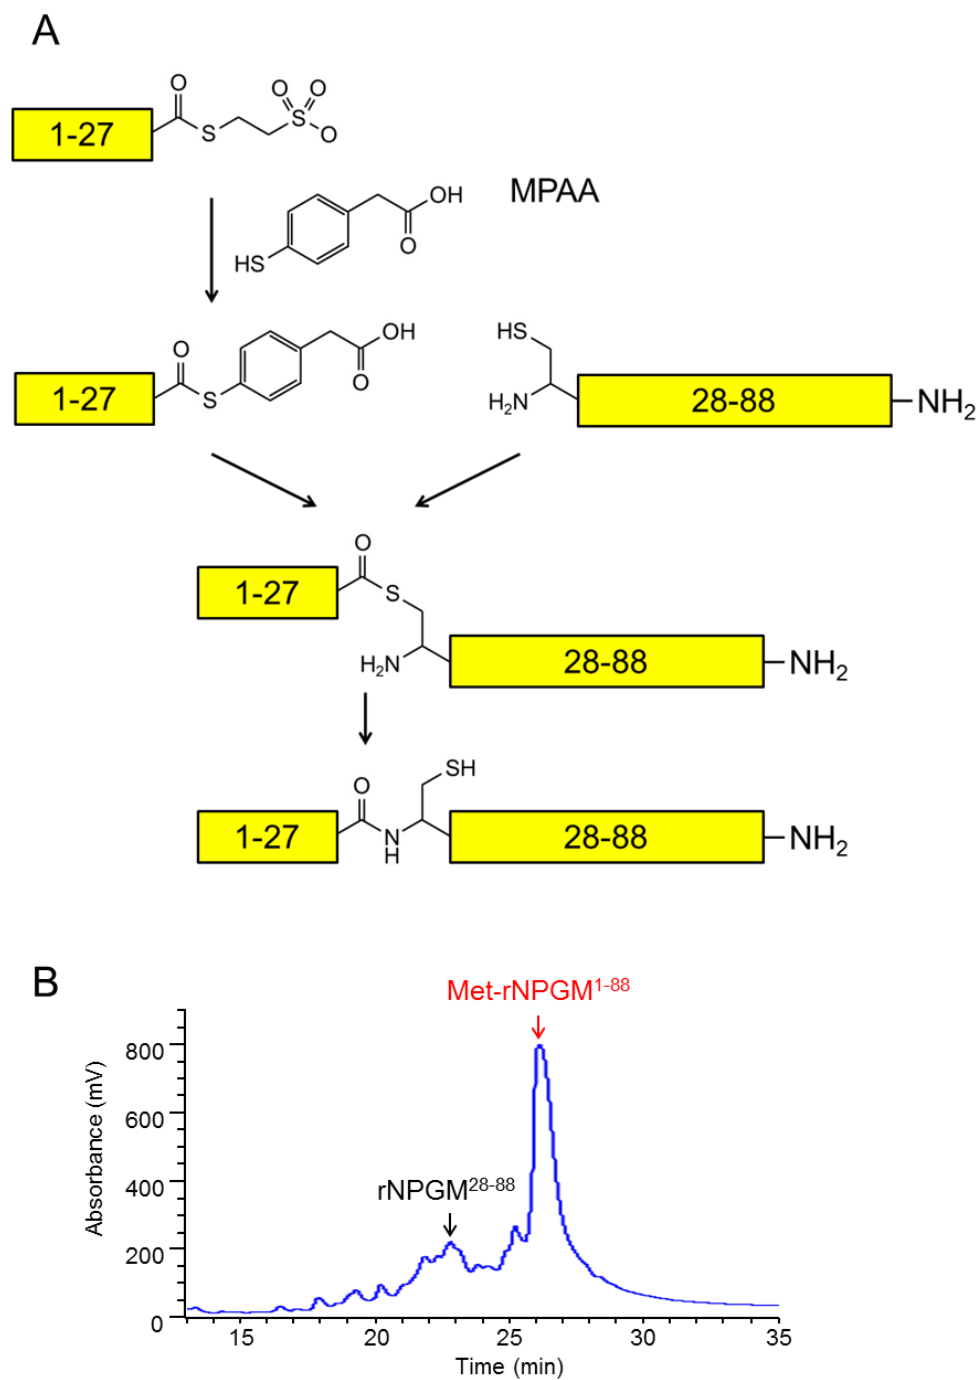 A
O
O O
1-27 S S O
OH MPAA
O
HS
HS
O OH
1-27 S O H₂N 28-88 NH₂
O
1-27 S
H₂N 28-88 NH₂
SH
O
1-27 N H 28-88 NH₂
B
Met-rNPGM¹⁻⁸⁸
rNPGM²⁸⁻⁸⁸
Absorbance (mV)
800
600
400
200
0
15 20 25 30 35
Time (min)